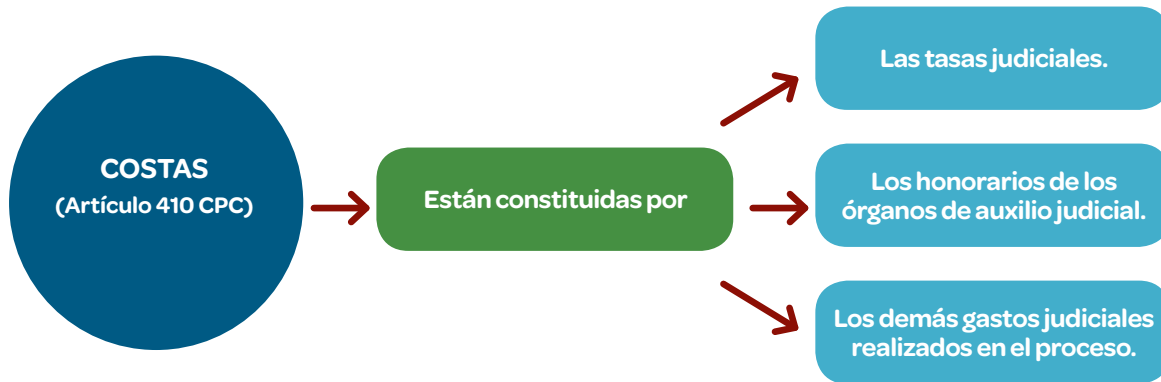 COSTAS
(Artículo 410 CPC)
Están constituidas por
Las tasas judiciales.
Los honorarios de los
órganos de auxilio judicial.
Los demás gastos judiciales
realizados en el proceso.